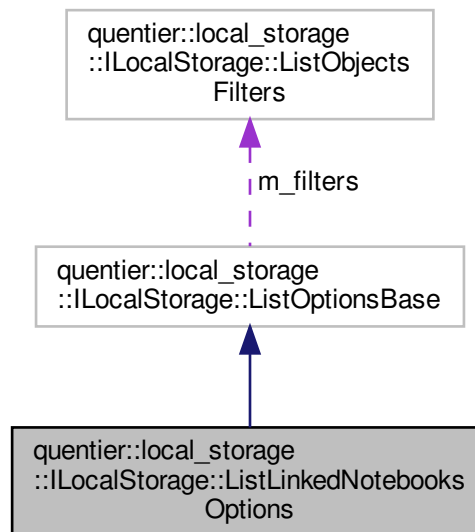 quentier::local_storage
::ILocalStorage::ListObjects
Filters
m_filters
quentier::local_storage
::ILocalStorage::ListOptionsBase
quentier::local_storage
::ILocalStorage::ListLinkedNotebooks
Options